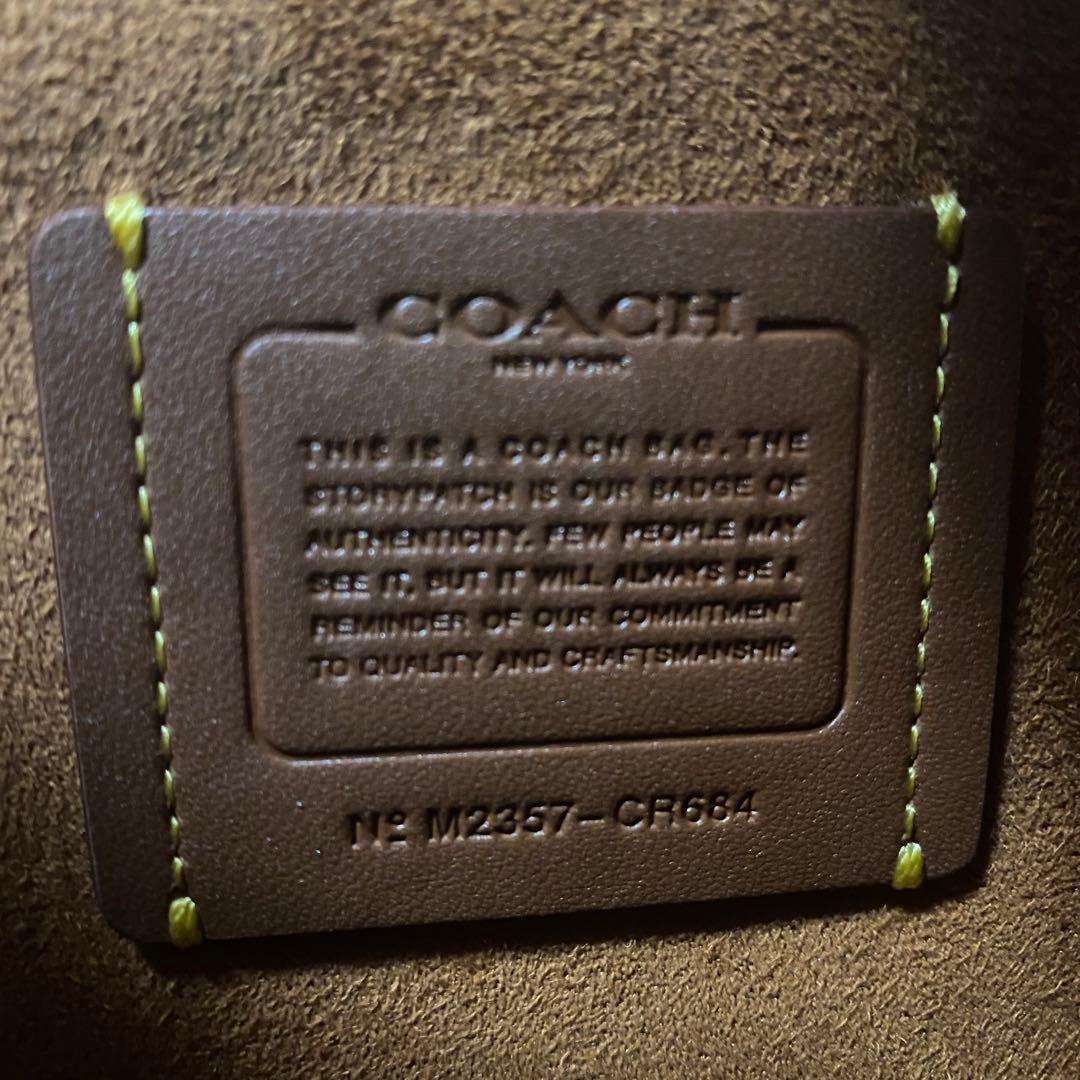 COACH
NEW YORK
THIS IS A COACH BAG. THE
STORYPATCH IS OUR BADGE OF
AUTHENTICITY. FEW PEOPLE MAY
SEE IT, BUT IT WILL ALWAYS BE A
REMINDER OF OUR COMMITMENT
TO QUALITY AND CRAFTSMANSHIP.
Nº M2357-CR684